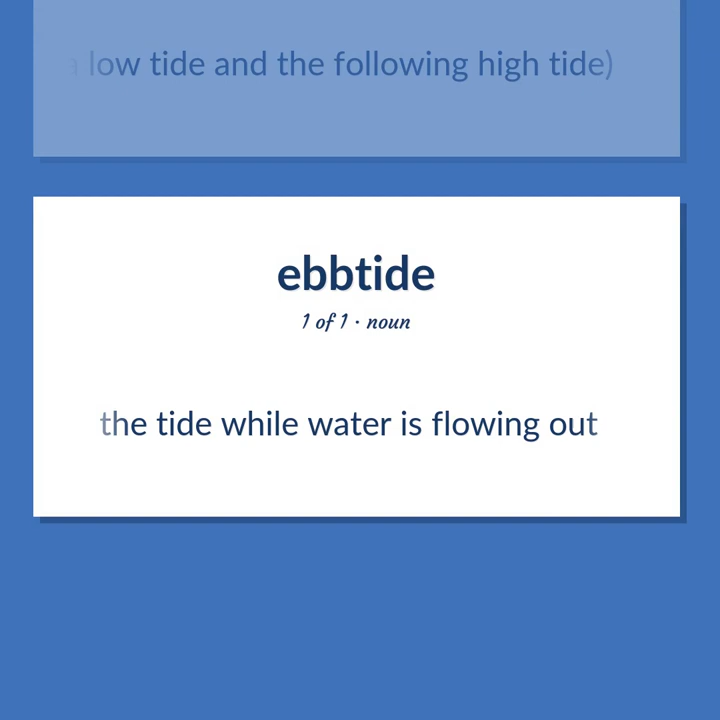 low tide and the following high tide)
ebbtide
1 of 1 · noun
the tide while water is flowing out